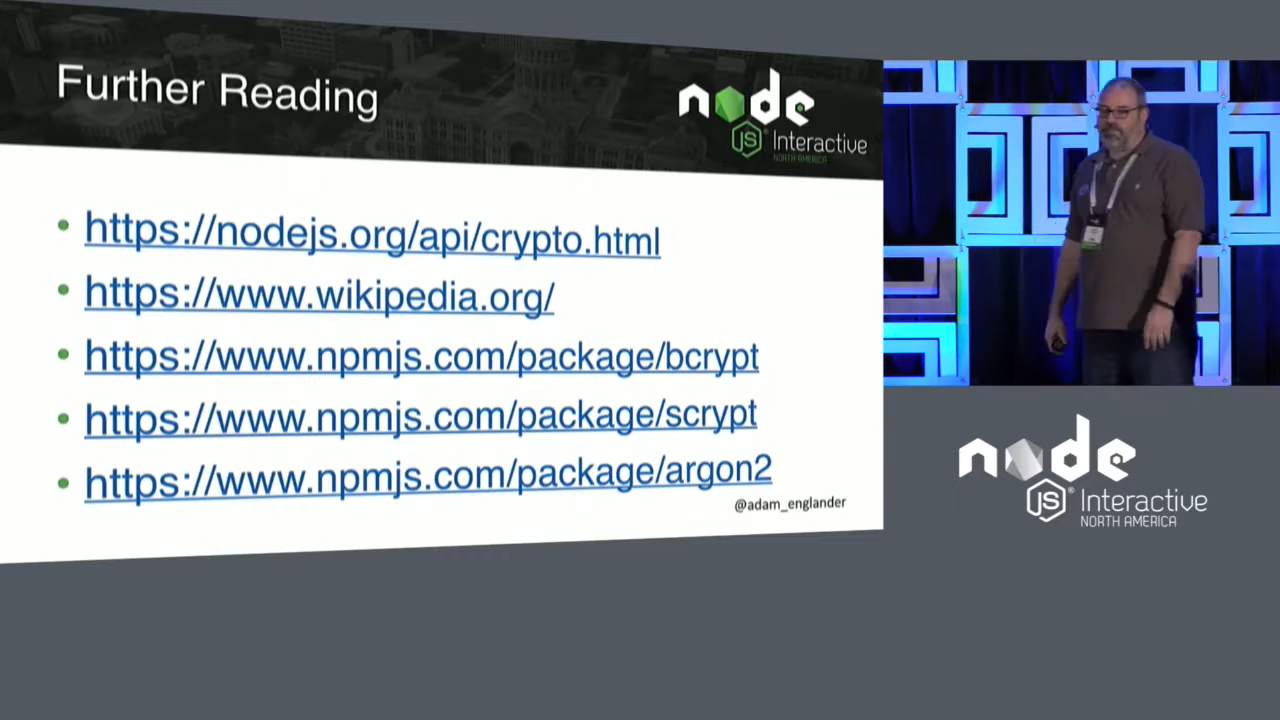 Further Reading
node
JS Interactive
NORTH AMERICA
https://nodejs.org/api/crypto.html
https://www.wikipedia.org/
https://www.npmjs.com/package/bcrypt
https://www.npmjs.com/package/scrypt
https://www.npmjs.com/package/argon2
@adam_englander
node
JS® Interactive
NORTH AMERICA